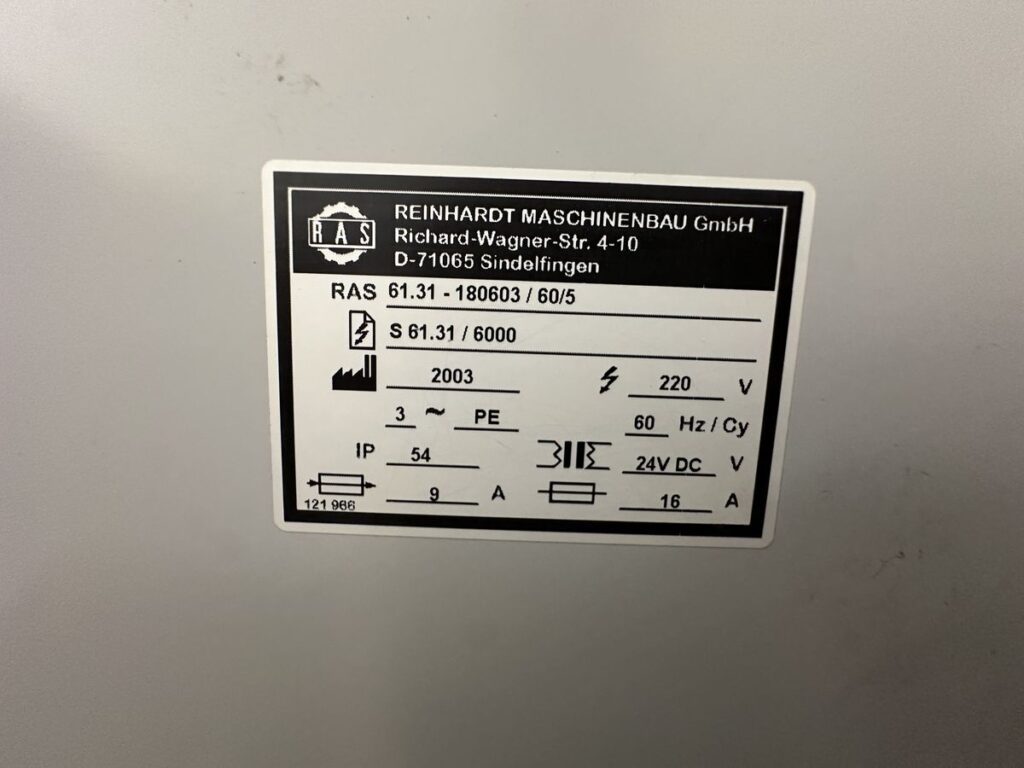 RAS
REINHARDT MASCHINENBAU GmbH
Richard-Wagner-Str. 4-10
D-71065 Sindelfingen
RAS 61.31 - 180603 / 60/5
S 61.31 / 6000
2003 220 V
3 ~ PE 60 Hz / Cy
IP 54 24V DC V
9 A 16 A
121 966